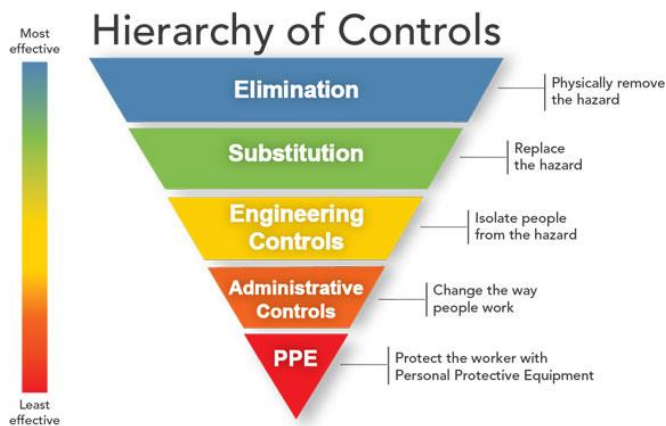 Most
effective
Hierarchy of Controls
Elimination
Physically remove
the hazard
Substitution
Replace
the hazard
Engineering
Controls
Isolate people
from the hazard
Administrative
Controls
Change the way
people work
PPE
Protect the worker with
Personal Protective Equipment
Least
effective